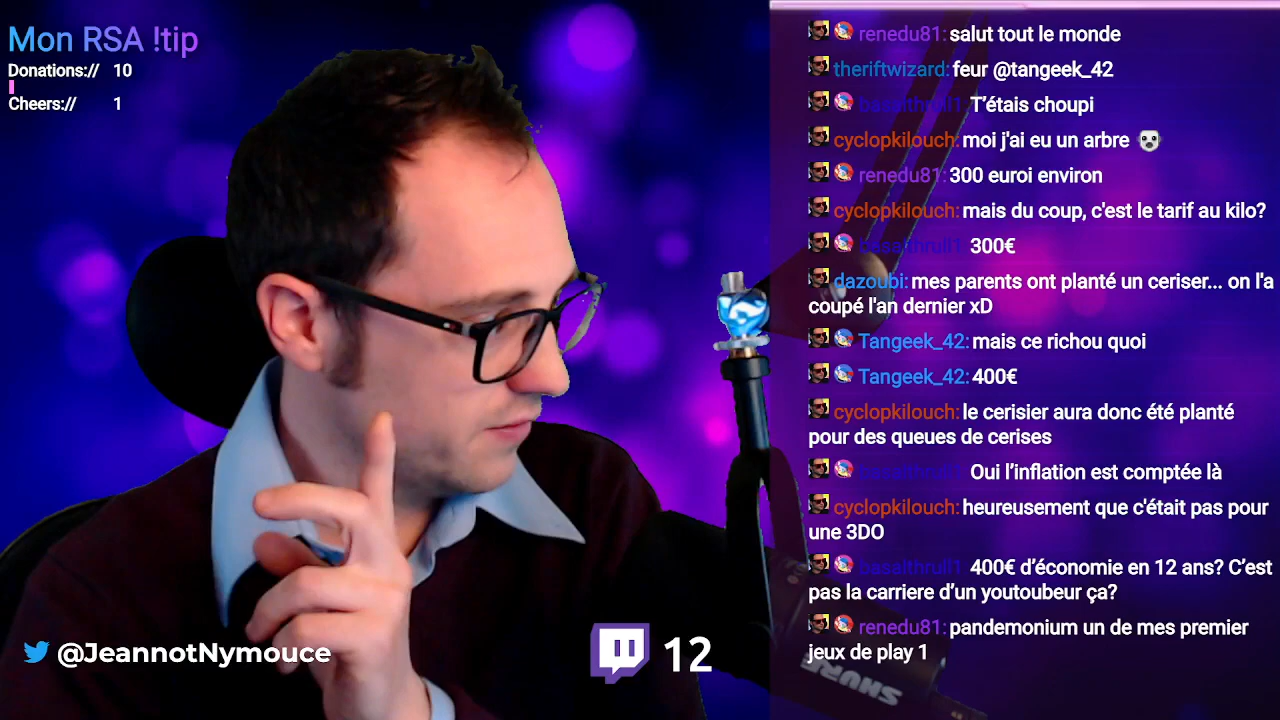 Mon RSA !tip
Donations:// 10
Cheers:// 1
renedu81: salut tout le monde
theriftwizard: feur @tangeek_42
basalthrull1: T'étais choupi
cyclopkilouch: moi j'ai eu un arbre
renedu81: 300 euroi environ
cyclopkilouch: mais du coup, c'est le tarif au kilo?
basalthrull1: 300€
dazoubi: mes parents ont planté un ceriser... on l'a
coupé l'an dernier xD
Tangeek_42: mais ce richou quoi
Tangeek_42: 400€
cyclopkilouch: le cerisier aura donc été planté
pour des queues de cerises
basalthrull1: Oui l'inflation est comptée là
cyclopkilouch: heureusement que c'était pas pour
une 3DO
basalthrull1: 400€ d'économie en 12 ans? C'est
pas la carriere d'un youtoubeur ça?
renedu81: pandemonium un de mes premier
jeux de play 1
@JeannotNymouce
12
SHURE